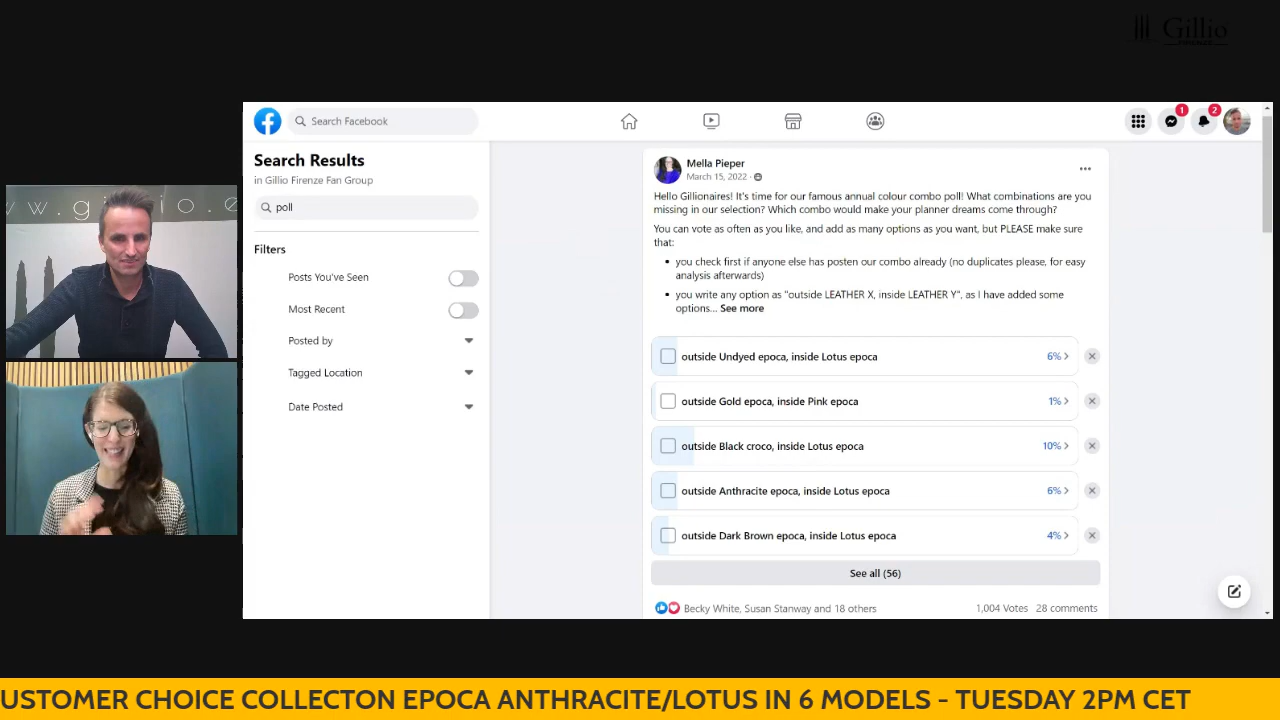 Gillio
FIRENZE
w w w . g i l l i o . e
Search Facebook
1
2
Search Results
in Gillio Firenze Fan Group
poll
Filters
Posts You've Seen
Most Recent
Posted by
Tagged Location
Date Posted
Mella Pieper
March 15, 2022 ·
Hello Gillionaires! It's time for our famous annual colour combo poll! What combinations are you
missing in our selection? Which combo would make your planner dreams come through?
You can vote as often as you like, and add as many options as you want, but PLEASE make sure
that:
• you check first if anyone else has posten our combo already (no duplicates please, for easy
analysis afterwards)
• you write any option as "outside LEATHER X, inside LEATHER Y", as I have added some
options... See more
outside Undyed epoca, inside Lotus epoca 6%
outside Gold epoca, inside Pink epoca 1%
outside Black croco, inside Lotus epoca 10%
outside Anthracite epoca, inside Lotus epoca 6%
outside Dark Brown epoca, inside Lotus epoca 4%
See all (56)
Becky White, Susan Stanway and 18 others 1,004 Votes 28 comments
USTOMER CHOICE COLLECTON EPOCA ANTHRACITE/LOTUS IN 6 MODELS - TUESDAY 2PM CET